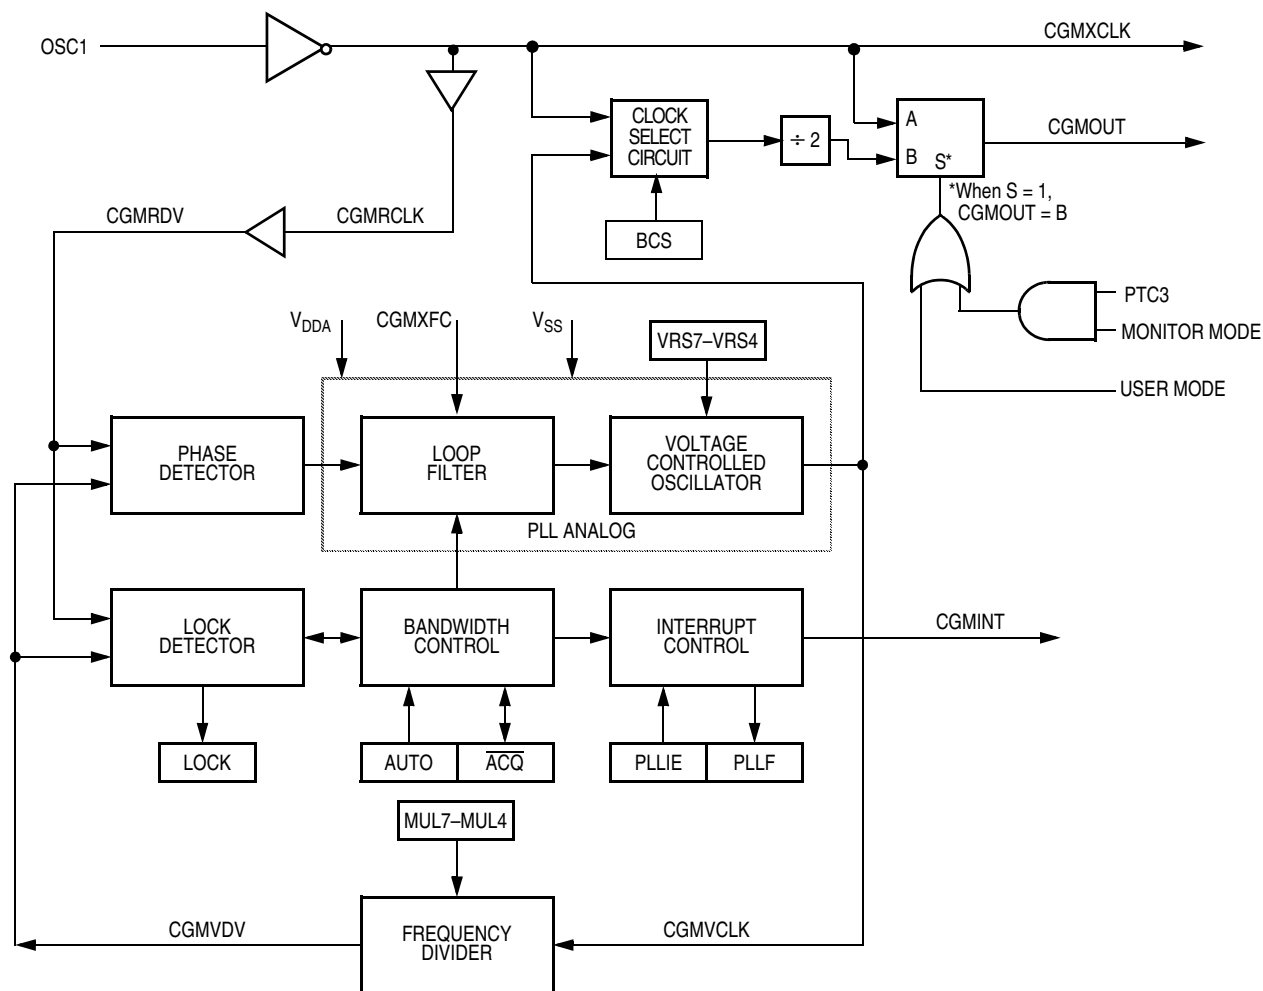 OSC1
CGMXCLK
CLOCK
SELECT
CIRCUIT
÷ 2
A
B
S*
CGMOUT
*When S = 1,
CGMOUT = B
CGMRDV
CGMRCLK
BCS
PTC3
MONITOR MODE
USER MODE
VDDA
CGMXFC
VSS
VRS7–VRS4
PHASE
DETECTOR
LOOP
FILTER
VOLTAGE
CONTROLLED
OSCILLATOR
PLL ANALOG
LOCK
DETECTOR
BANDWIDTH
CONTROL
INTERRUPT
CONTROL
CGMINT
LOCK
AUTO
ACQ
PLLIE
PLLF
MUL7–MUL4
CGMVDV
FREQUENCY
DIVIDER
CGMVCLK